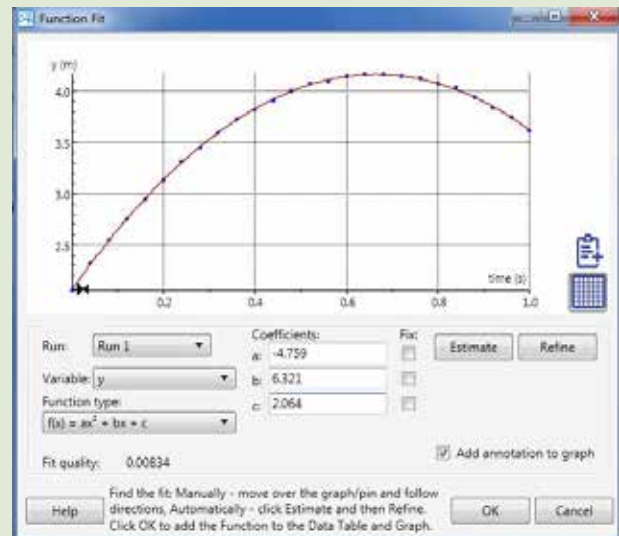 Function Fit
y (m)
4.0
3.5
3.0
2.5
time (s)
0.2 0.4 0.6 0.8 1.0
Run: Run 1
Variable: y
Function type:
f(x) = ax² + bx + c
Fit quality: 0.00834
Coefficients: Fix:
a: -4.759
b: 6.321
c: 2.064
Estimate Refine
Add annotation to graph
Help
Find the fit: Manually - move over the graph/pin and follow
directions, Automatically - click Estimate and then Refine.
Click OK to add the Function to the Data Table and Graph.
OK Cancel